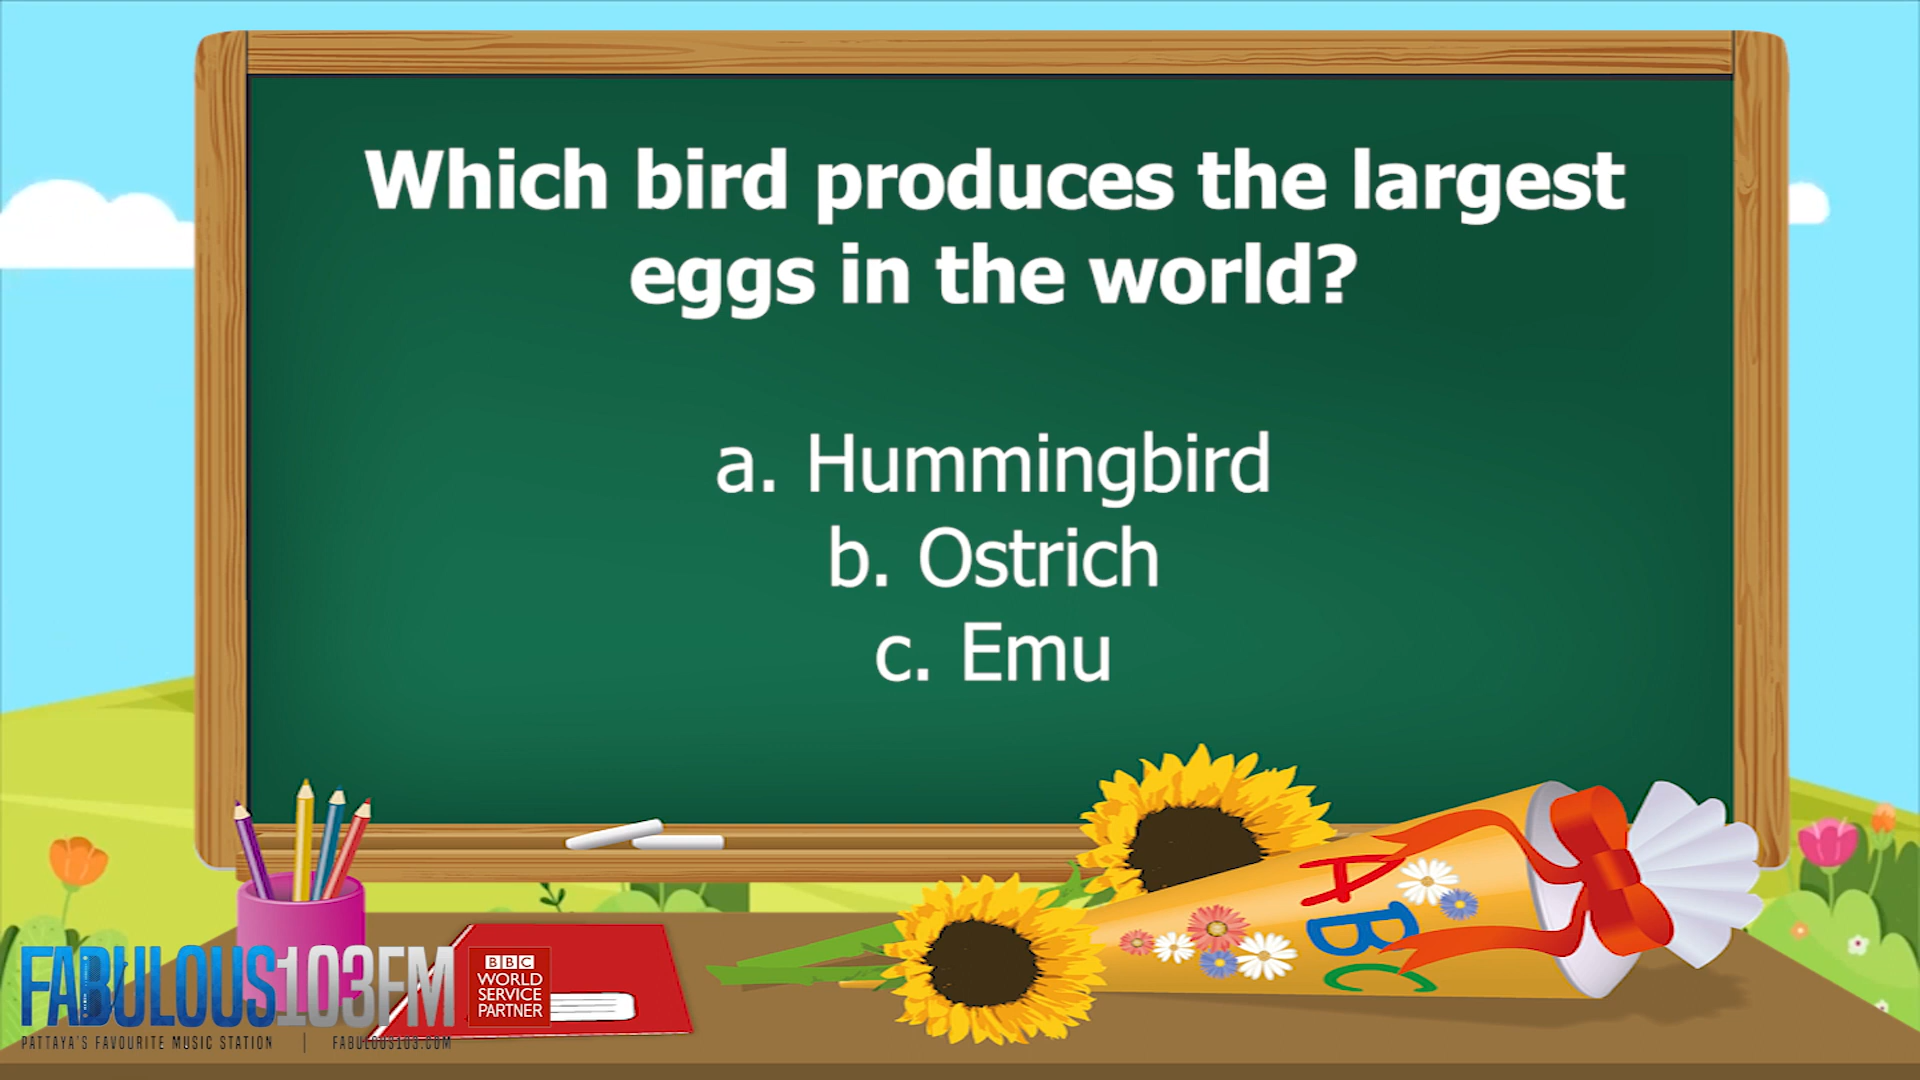 Which bird produces the largest
eggs in the world?
a. Hummingbird
b. Ostrich
c. Emu
ABC
FABULOUS103FM
PATTAYA'S FAVOURITE MUSIC STATION | FABULOUS103.COM
BBC
WORLD
SERVICE
PARTNER